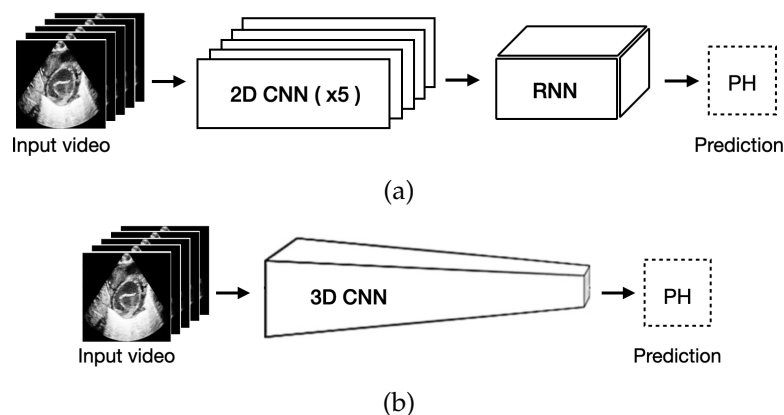 2D CNN ( x5 )
RNN
PH
Input video
Prediction
(a)
3D CNN
PH
Input video
Prediction
(b)